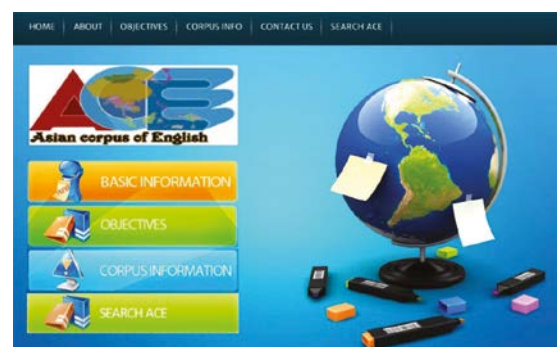 HOME ABOUT OBJECTIVES CORPUS INFO CONTACT US SEARCH ACE
ACE
Asian corpus of English
BASIC INFORMATION
OBJECTIVES
CORPUS INFORMATION
SEARCH ACE